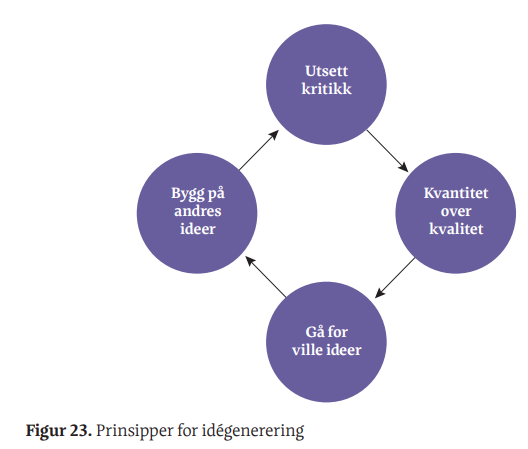 Utsett
kritikk
Bygg på
andres
ideer
Kvantitet
over
kvalitet
Gå for
ville ideer
Figur 23. Prinsipper for idégenerering